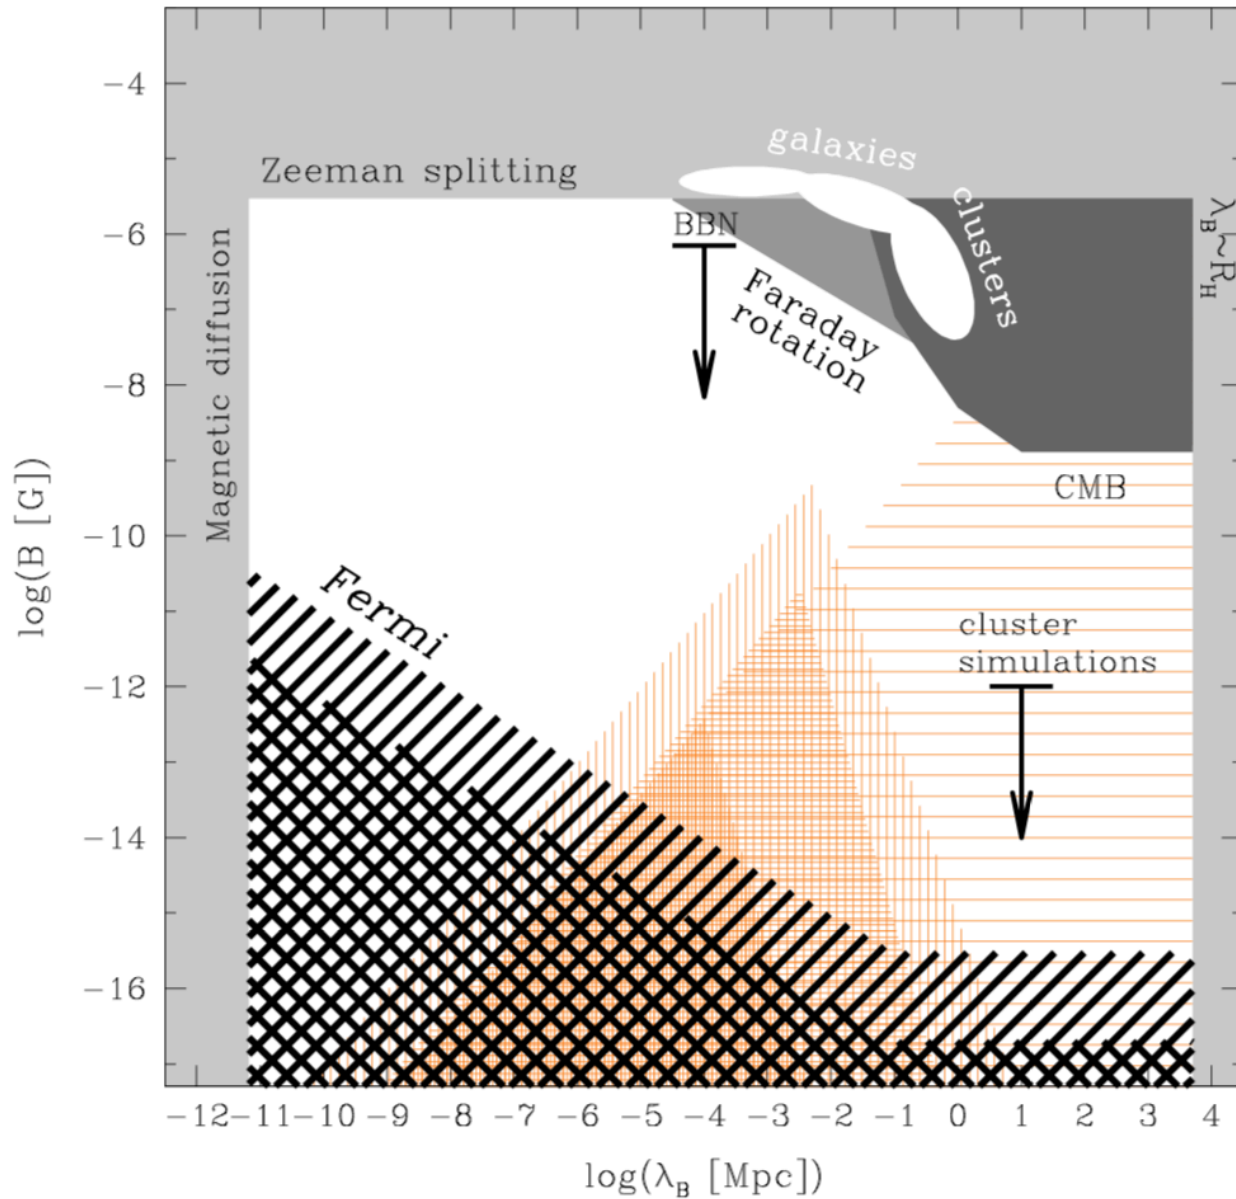 galaxies
Zeeman splitting
clusters
BBN
λB~RH
Faraday
rotation
Magnetic diffusion
CMB
Fermi
cluster
simulations
−4
−6
−8
−10
−12
−14
−16
log(B [G])
−12 −11 −10 −9 −8 −7 −6 −5 −4 −3 −2 −1 0 1 2 3 4
log(λB [Mpc])